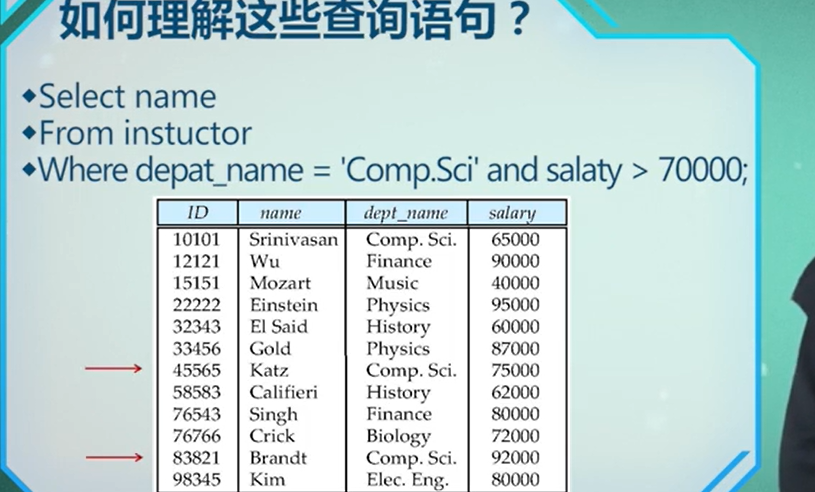 如何理解这些查询语句？
◆Select name
◆From instuctor
◆Where depat_name = 'Comp.Sci' and salaty > 70000;
ID name dept_name salary
10101 Srinivasan Comp. Sci. 65000
12121 Wu Finance 90000
15151 Mozart Music 40000
22222 Einstein Physics 95000
32343 El Said History 60000
33456 Gold Physics 87000
45565 Katz Comp. Sci. 75000
58583 Califieri History 62000
76543 Singh Finance 80000
76766 Crick Biology 72000
83821 Brandt Comp. Sci. 92000
98345 Kim Elec. Eng. 80000